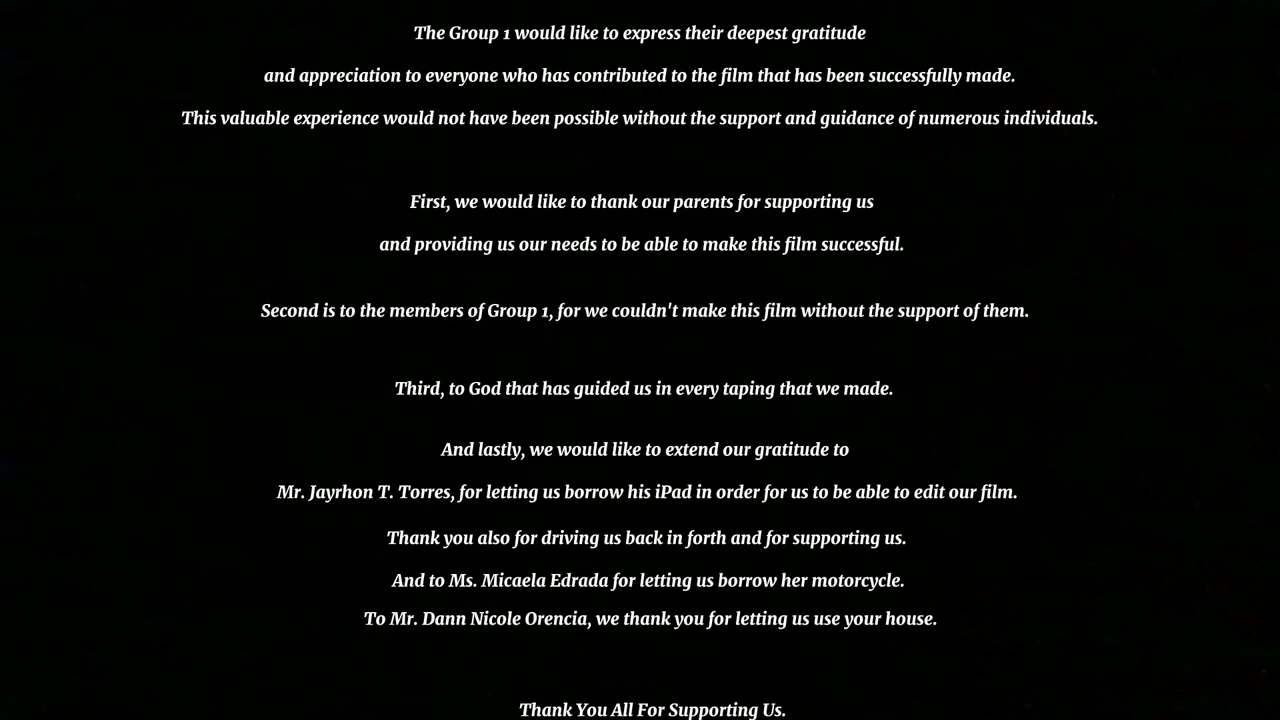 The Group 1 would like to express their deepest gratitude
and appreciation to everyone who has contributed to the film that has been successfully made.
This valuable experience would not have been possible without the support and guidance of numerous individuals.
First, we would like to thank our parents for supporting us
and providing us our needs to be able to make this film successful.
Second is to the members of Group 1, for we couldn't make this film without the support of them.
Third, to God that has guided us in every taping that we made.
And lastly, we would like to extend our gratitude to
Mr. Jayrhon T. Torres, for letting us borrow his iPad in order for us to be able to edit our film.
Thank you also for driving us back in forth and for supporting us.
And to Ms. Micaela Edrada for letting us borrow her motorcycle.
To Mr. Dann Nicole Orencia, we thank you for letting us use your house.
Thank You All For Supporting Us.